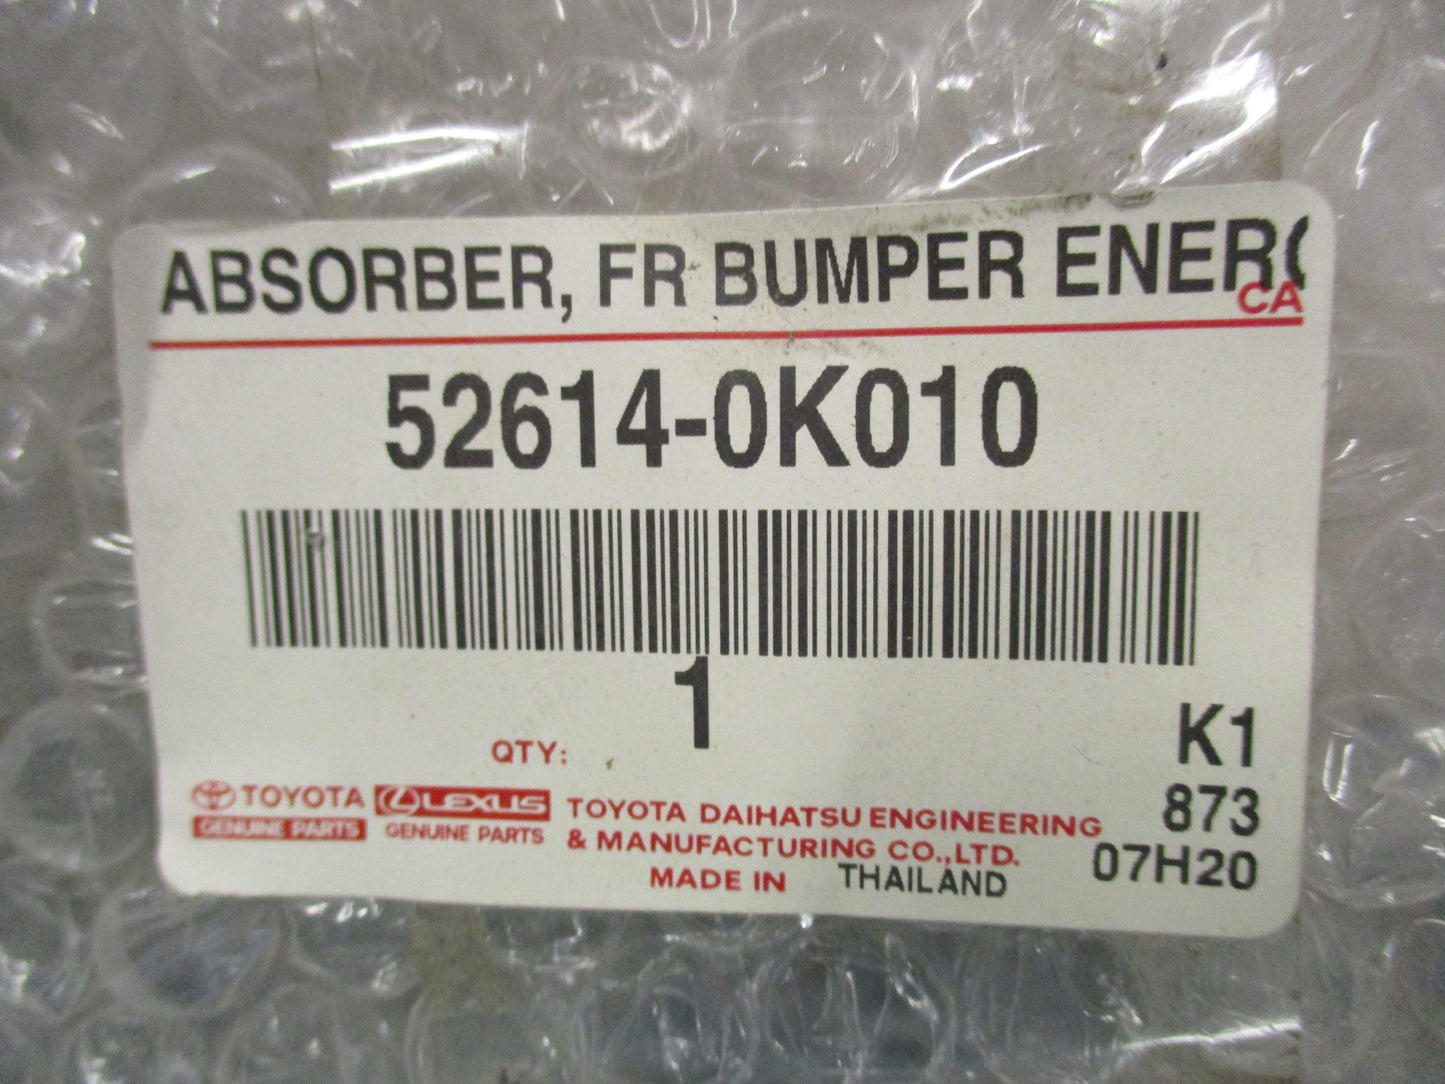 ABSORBER, FR BUMPER ENERG
CA
52614-0K010
1
QTY:
K1
TOYOTA LEXUS TOYOTA DAIHATSU ENGINEERING 873
GENUINE PARTS GENUINE PARTS & MANUFACTURING CO.,LTD.
MADE IN THAILAND 07H20